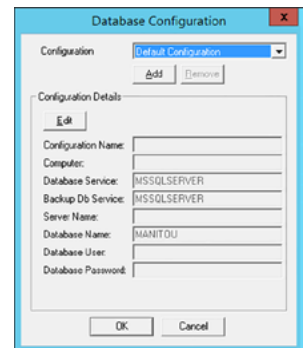 Database Configuration
x
Configuration Default Configuration
Add Remove
Configuration Details
Edit
Configuration Name:
Computer:
Database Service: MSSQLSERVER
Backup Db Service: MSSQLSERVER
Server Name:
Database Name: MANITOU
Database User:
Database Password:
OK Cancel